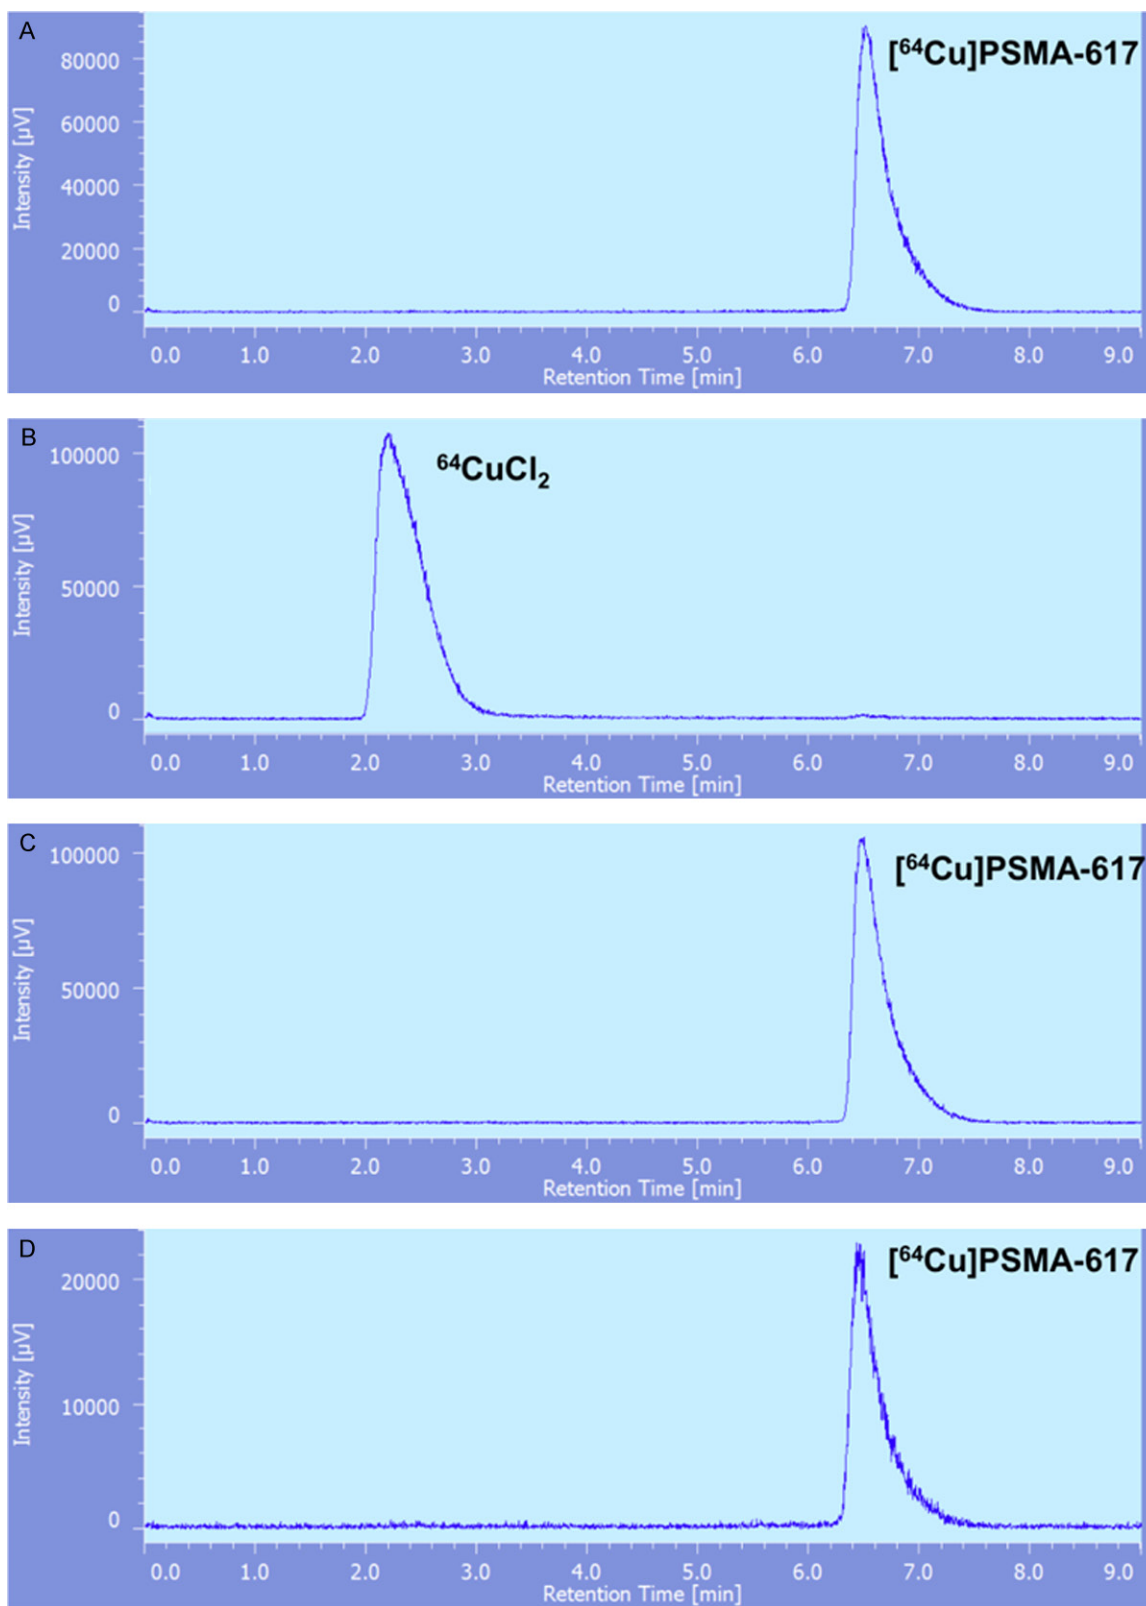 A
[⁶⁴Cu]PSMA-617
Intensity [µV]
80000
60000
40000
20000
0
0.0 1.0 2.0 3.0 4.0 5.0 6.0 7.0 8.0 9.0
Retention Time [min]
B
⁶⁴CuCl₂
Intensity [µV]
100000
50000
0
0.0 1.0 2.0 3.0 4.0 5.0 6.0 7.0 8.0 9.0
Retention Time [min]
C
[⁶⁴Cu]PSMA-617
Intensity [µV]
100000
50000
0
0.0 1.0 2.0 3.0 4.0 5.0 6.0 7.0 8.0 9.0
Retention Time [min]
D
[⁶⁴Cu]PSMA-617
Intensity [µV]
20000
10000
0
0.0 1.0 2.0 3.0 4.0 5.0 6.0 7.0 8.0 9.0
Retention Time [min]